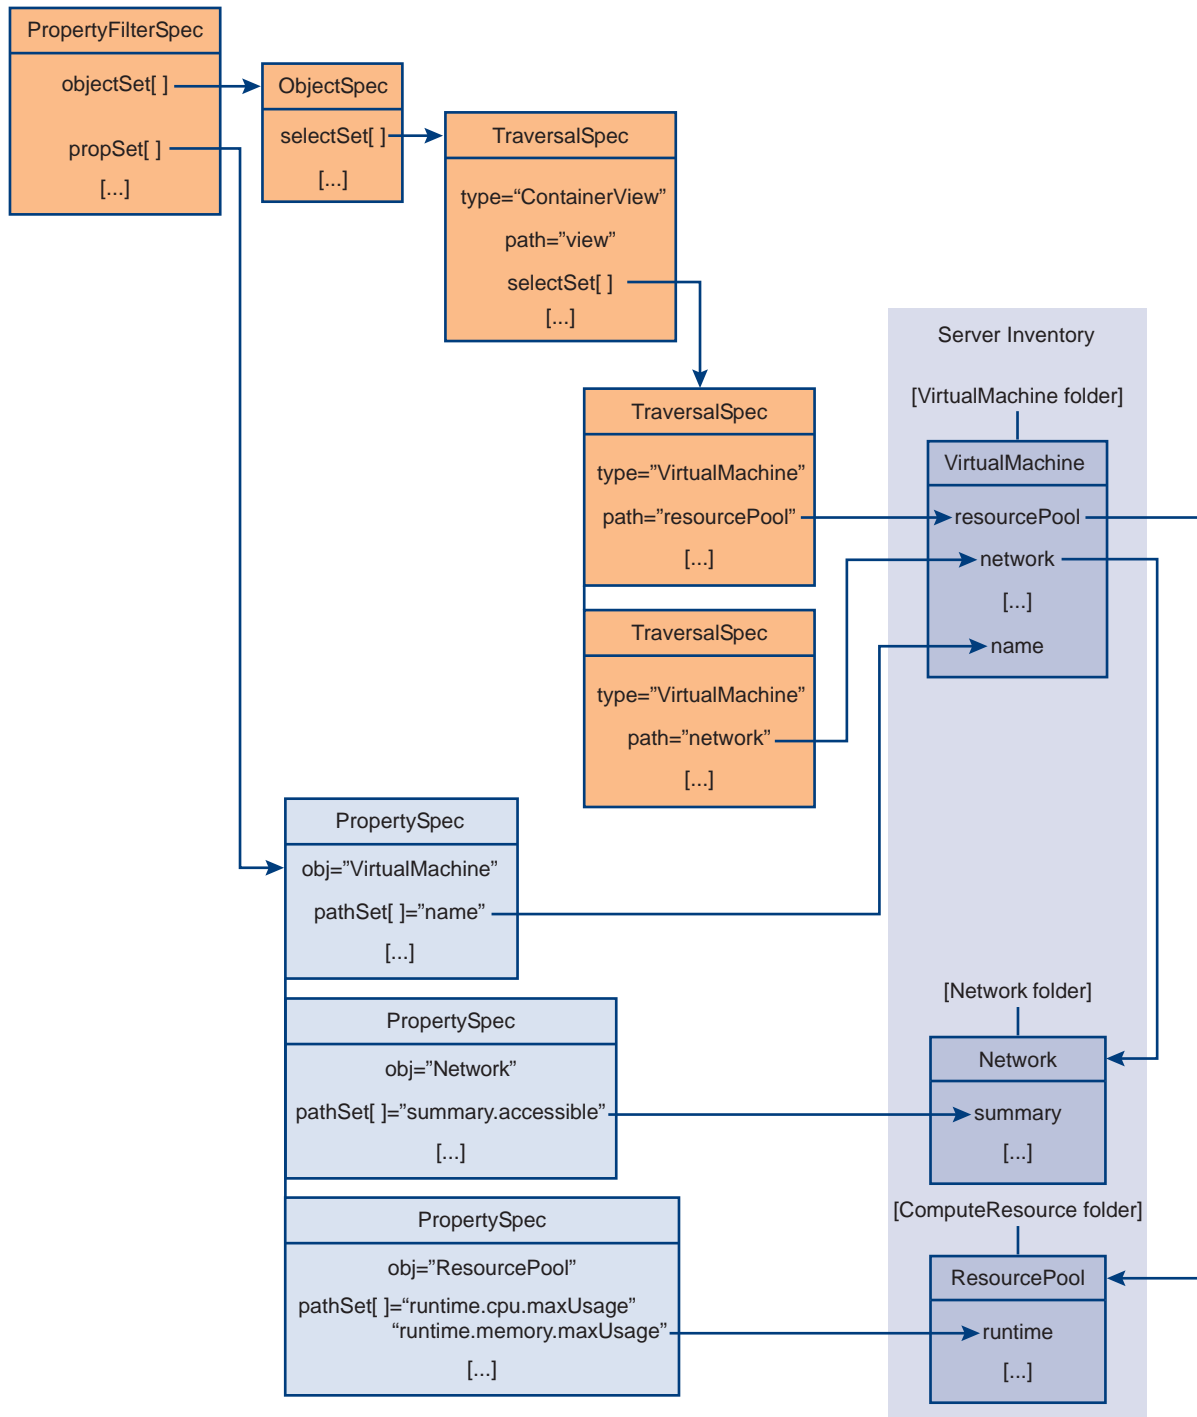 PropertyFilterSpec
objectSet[ ]
propSet[ ]
[...]
ObjectSpec
selectSet[ ]
[...]
TraversalSpec
type=“ContainerView”
path=”view”
selectSet[ ]
[...]
TraversalSpec
type=”VirtualMachine”
path=”resourcePool”
[...]
TraversalSpec
type=”VirtualMachine”
path=”network”
[...]
Server Inventory
[VirtualMachine folder]
VirtualMachine
resourcePool
network
[...]
name
PropertySpec
obj=”VirtualMachine”
pathSet[ ]=”name”
[...]
PropertySpec
obj=”Network”
pathSet[ ]=”summary.accessible”
[...]
[Network folder]
Network
summary
[...]
PropertySpec
obj=”ResourcePool”
pathSet[ ]=“runtime.cpu.maxUsage”
“runtime.memory.maxUsage”
[...]
[ComputeResource folder]
ResourcePool
runtime
[...]